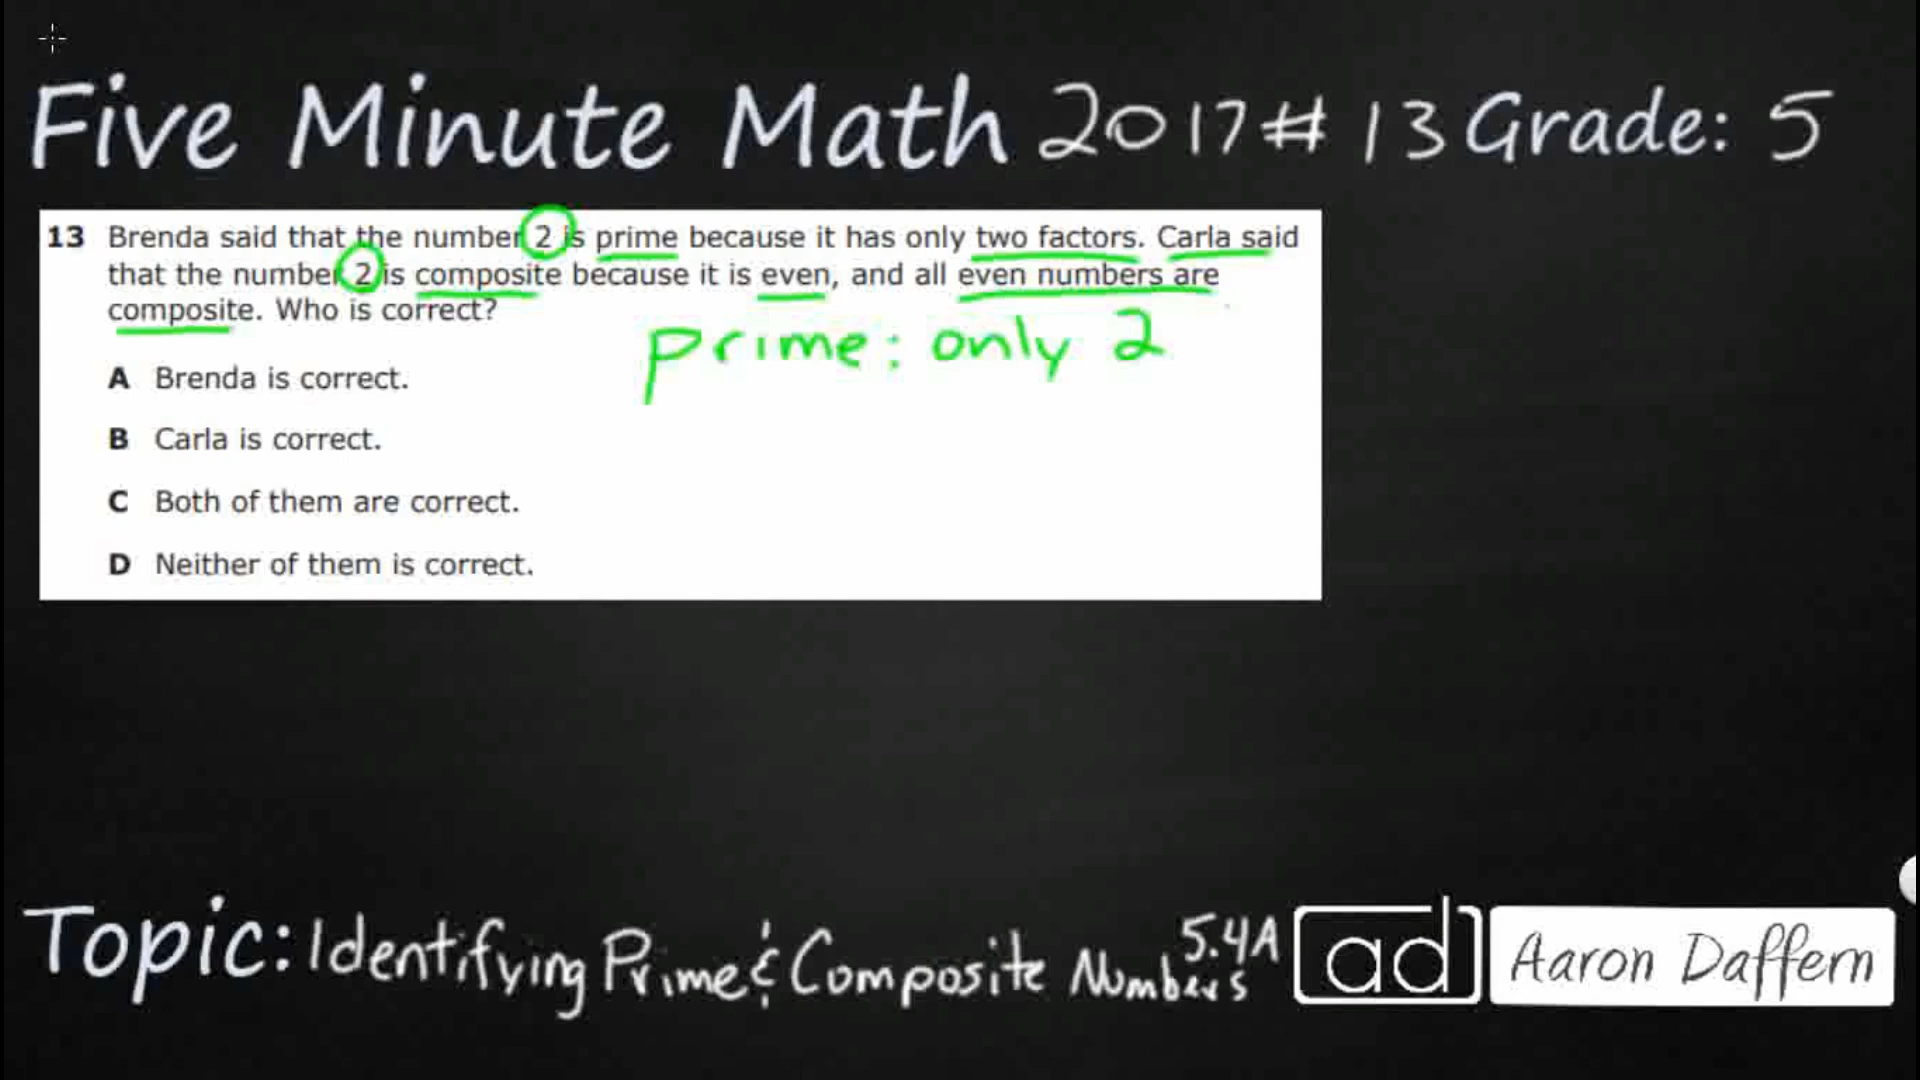 Five Minute Math 2017 # 13 Grade: 5
13 Brenda said that the number 2 is prime because it has only two factors. Carla said
that the number 2 is composite because it is even, and all even numbers are
composite. Who is correct?
prime: only 2
A Brenda is correct.
B Carla is correct.
C Both of them are correct.
D Neither of them is correct.
Topic: Identifying Prime & Composite Numbers 5.4A
ad Aaron Daffern